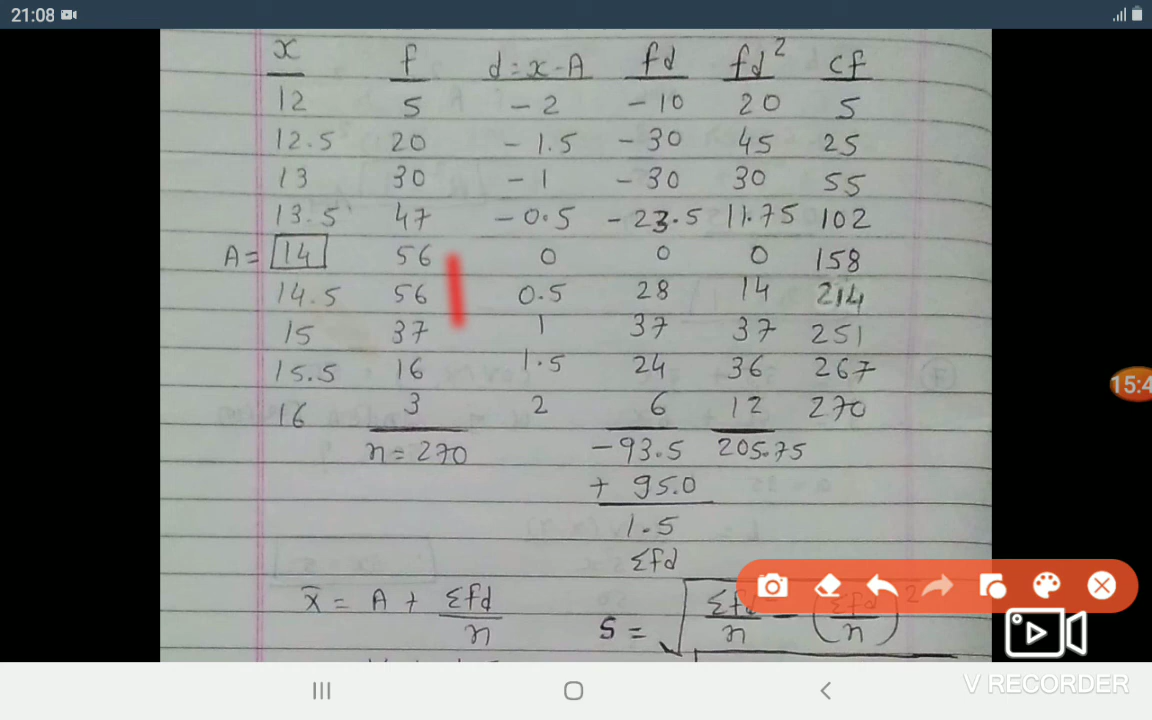 21:08
x f d = x - A fd fd² cf
12 5 - 2 - 10 20 5
12.5 20 - 1.5 - 30 45 25
13 30 - 1 - 30 30 55
13.5 47 - 0.5 - 23.5 11.75 102
A = 14 56 0 0 0 158
14.5 56 0.5 28 14 214
15 37 1 37 37 251
15.5 16 1.5 24 36 267
16 3 2 6 12 270
n = 270 - 93.5 205.75
+ 95.0
1.5
Σfd
x̄ = A + Σfd/n S = √ Σfd²/n - (Σfd/n)²
15:4
V RECORDER